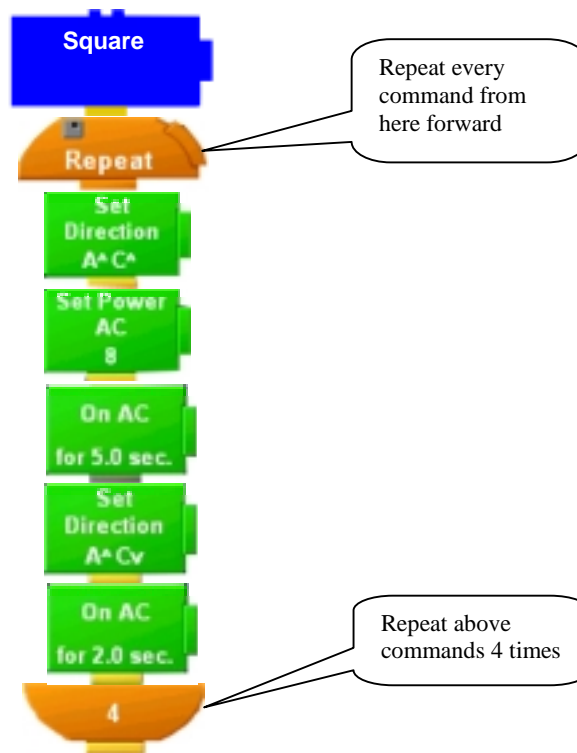 Square
Repeat every
command from
here forward
Repeat
Set
Direction
A^ C^
Set Power
AC
8
On AC
for 5.0 sec.
Set
Direction
A^ Cv
On AC
for 2.0 sec.
Repeat above
commands 4 times
4